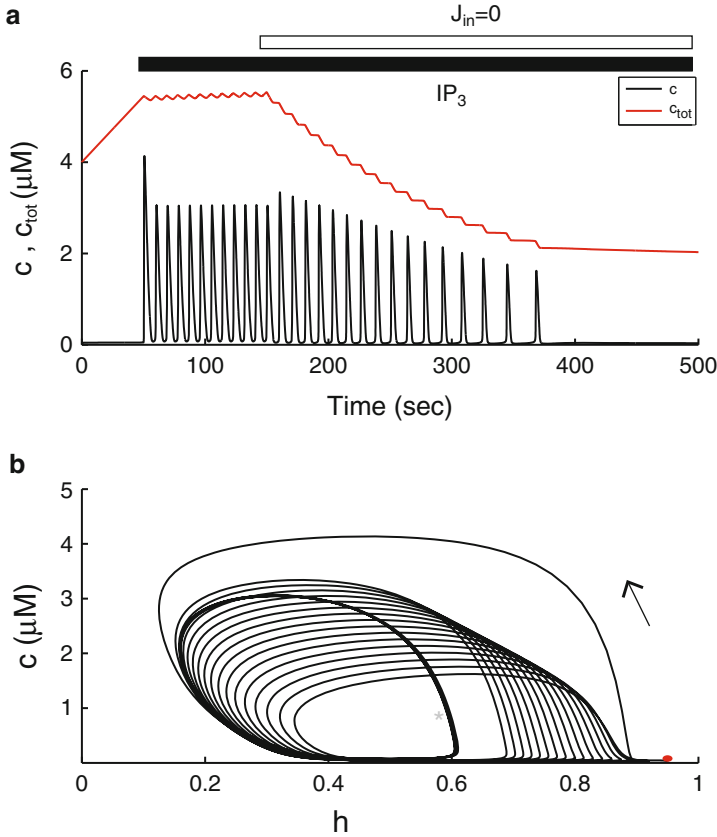 a
J_in=0
IP_3
c
c_tot
c , c_tot (μM)
6
4
2
0
0 100 200 300 400 500
Time (sec)
b
c (μM)
5
4
3
2
1
*
0 0.2 0.4 0.6 0.8 1
h